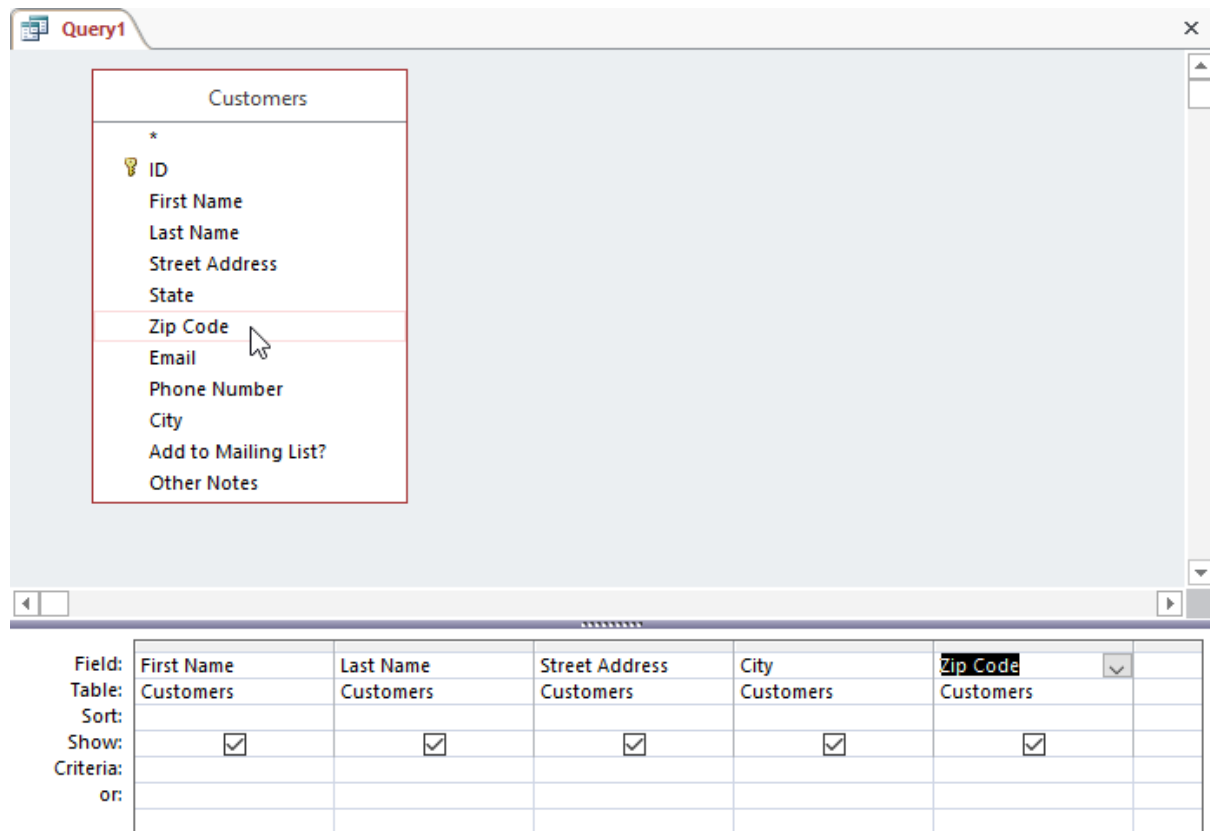 Query1
Customers
*
ID
First Name
Last Name
Street Address
State
Zip Code
Email
Phone Number
City
Add to Mailing List?
Other Notes
Field: First Name Last Name Street Address City Zip Code
Table: Customers Customers Customers Customers Customers
Sort:
Show:
Criteria:
or: